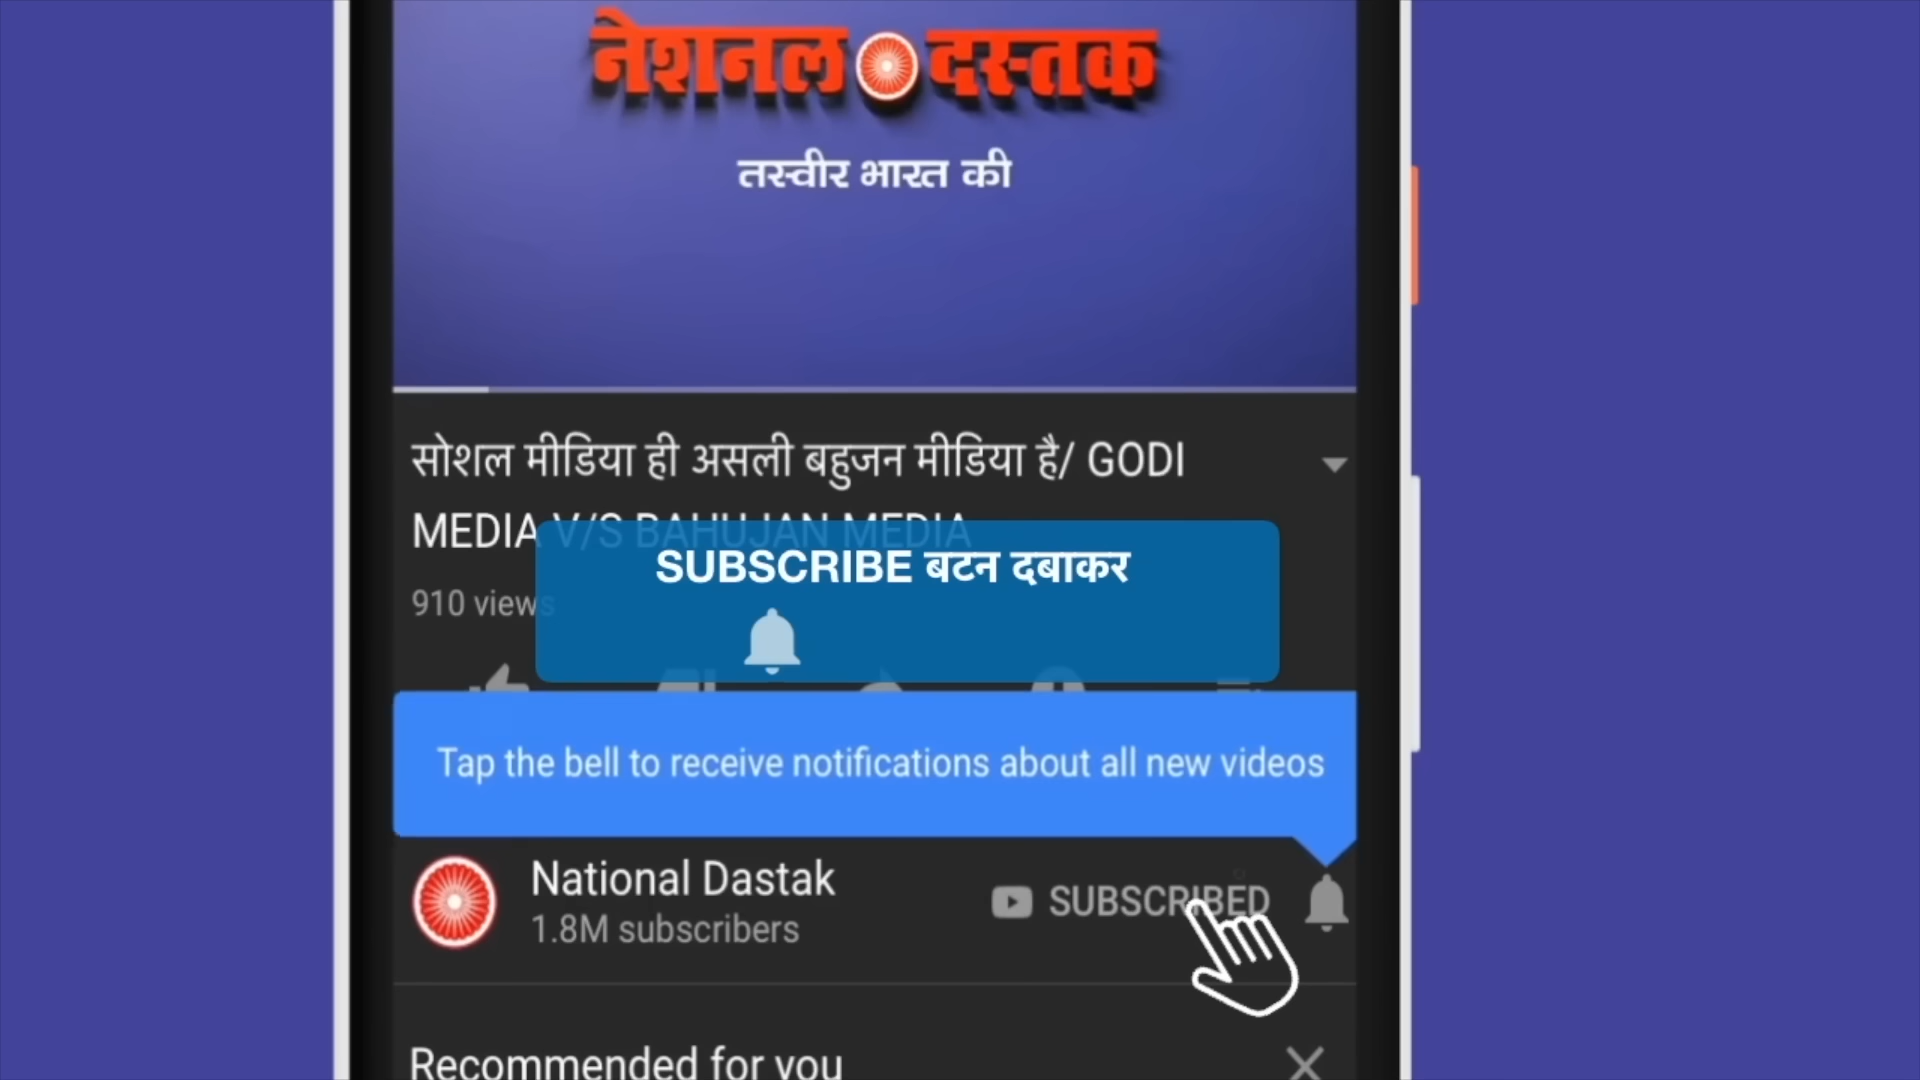 नेशनल दस्तक
तस्वीर भारत की
सोशल मीडिया ही असली बहुजन मीडिया है/ GODI
MEDIA V/S BAHUJAN MEDIA
910 views
SUBSCRIBE बटन दबाकर
Tap the bell to receive notifications about all new videos
National Dastak
SUBSCRIBED
1.8M subscribers
Recommended for you